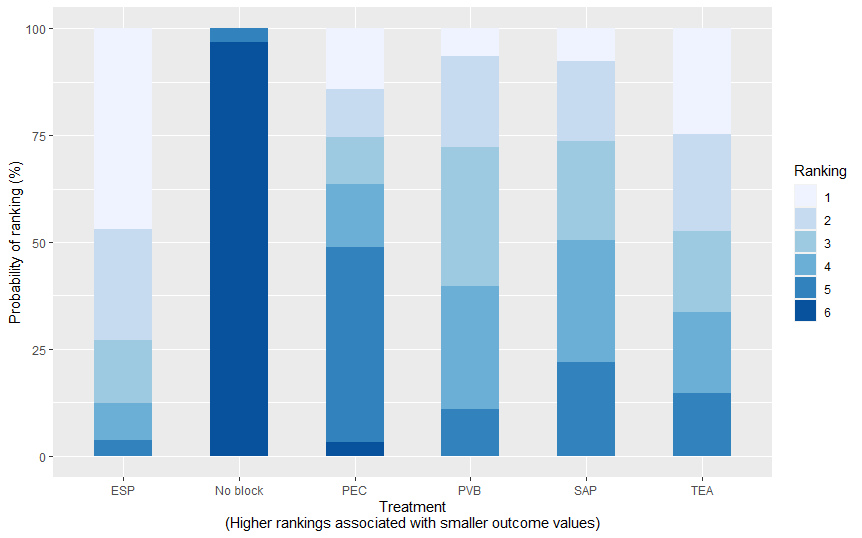 100
75
50
25
0
Probability of ranking (%)
ESP No block PEC PVB SAP TEA
Treatment
(Higher rankings associated with smaller outcome values)
Ranking
1
2
3
4
5
6